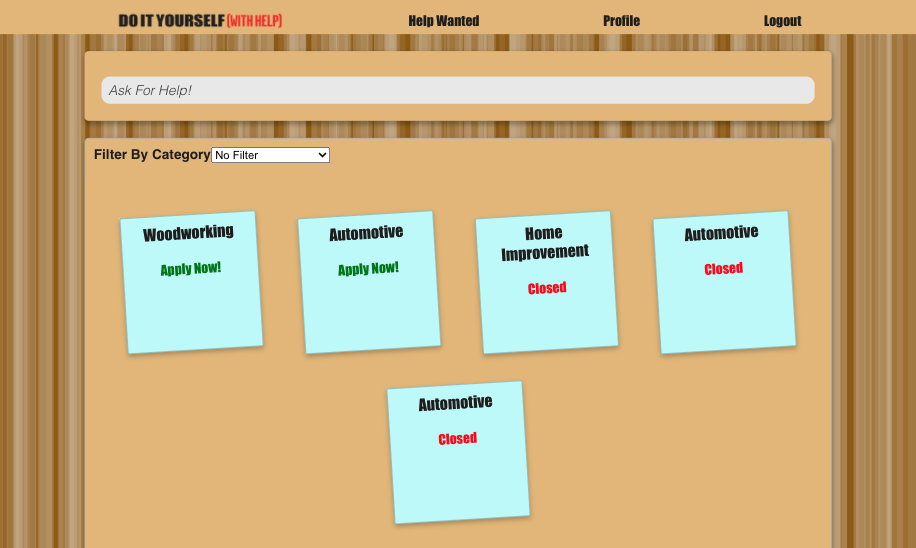 DO IT YOURSELF (WITH HELP) Help Wanted Profile Logout
Ask For Help!
Filter By Category No Filter
Woodworking
Apply Now!
Automotive
Apply Now!
Home
Improvement
Closed
Automotive
Closed
Automotive
Closed